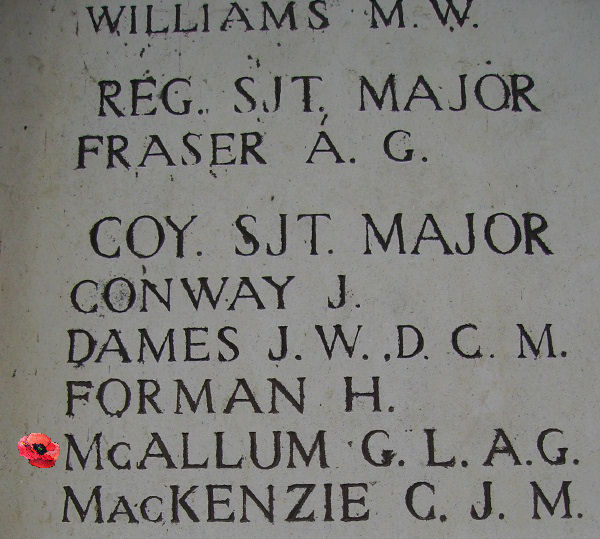 WILLIAMS M. W.
REG. SJT. MAJOR
FRASER A. G.
COY. SJT. MAJOR
CONWAY J.
DAMES J. W. , D. C. M.
FORMAN H.
McALLUM G. L. A. G.
MacKENZIE C. J. M.